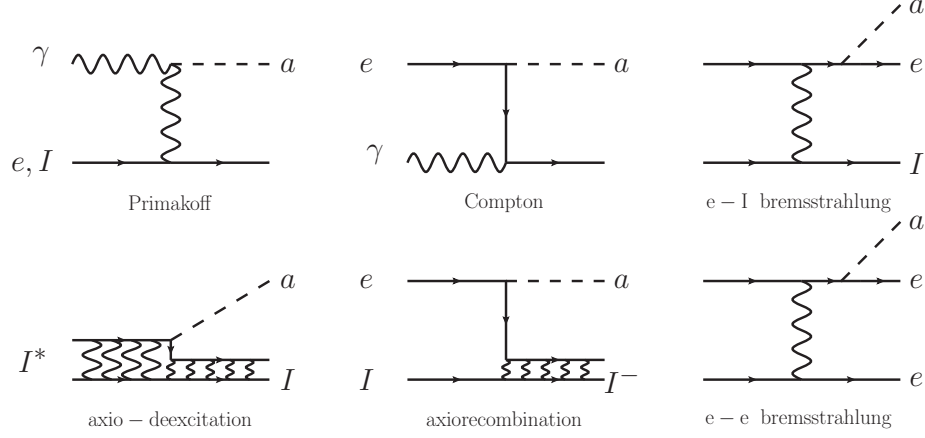 a
γ a e a e
e, I γ I
Primakoff Compton e − I bremsstrahlung
a
a e a e
I* I I I⁻ e
axio − deexcitation axiorecombination e − e bremsstrahlung